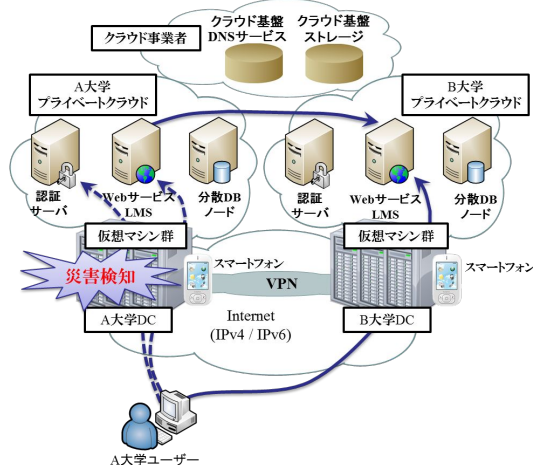 クラウド事業者
クラウド基盤
DNSサービス
クラウド基盤
ストレージ
A大学
プライベートクラウド
B大学
プライベートクラウド
認証
サーバ
Webサービス
LMS
分散DB
ノード
認証
サーバ
Webサービス
LMS
分散DB
ノード
仮想マシン群
仮想マシン群
災害検知
スマートフォン
VPN
スマートフォン
A大学DC
Internet
(IPv4 / IPv6)
B大学DC
A大学ユーザー